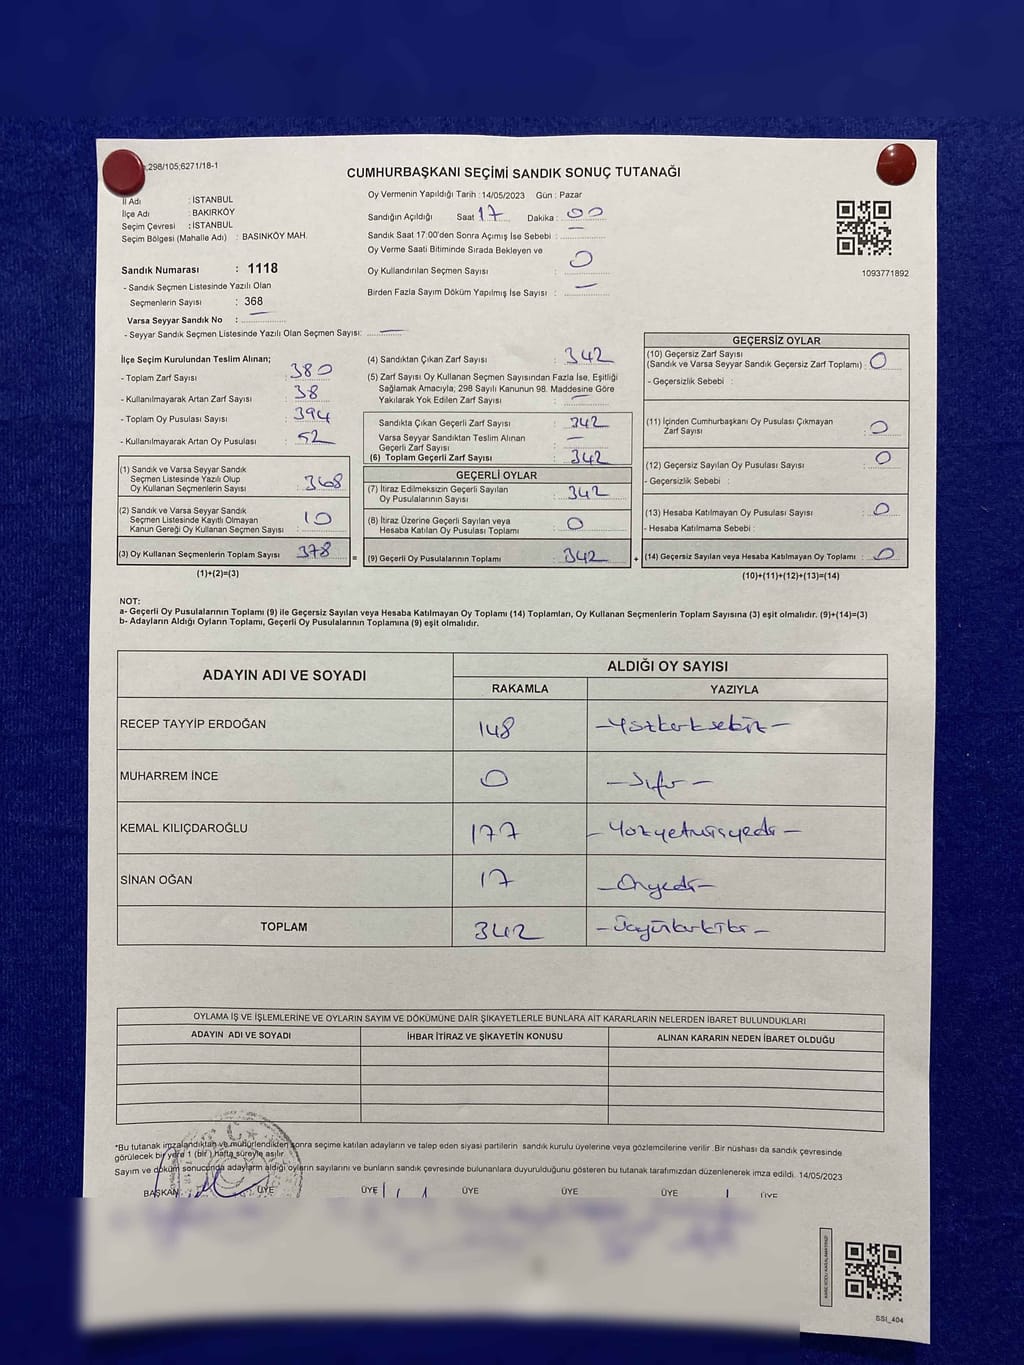 298/105;6271/18-1
CUMHURBAŞKANI SEÇİMİ SANDIK SONUÇ TUTANAĞI
İl Adı : İSTANBUL
İlçe Adı : BAKIRKÖY
Seçim Çevresi : İSTANBUL
Seçim Bölgesi (Mahalle Adı) : BASINKÖY MAH.
Sandık Numarası : 1118
- Sandık Seçmen Listesinde Yazılı Olan
Seçmenlerin Sayısı : 368
Varsa Seyyar Sandık No : —
- Seyyar Sandık Seçmen Listesinde Yazılı Olan Seçmen Sayısı: —
Oy Vermenin Yapıldığı Tarih : 14/05/2023 Gün : Pazar
Sandığın Açıldığı Saat 17 Dakika : 00
Sandık Saat 17:00'den Sonra Açımış İse Sebebi : —
Oy Verme Saati Bitiminde Sırada Bekleyen ve
Oy Kullandırılan Seçmen Sayısı : 0
Birden Fazla Sayım Döküm Yapılmış İse Sayısı : —
1093771892
İlçe Seçim Kurulundan Teslim Alınan;
- Toplam Zarf Sayısı : 380
- Kullanılmayarak Artan Zarf Sayısı : 38
- Toplam Oy Pusulası Sayısı : 394
- Kullanılmayarak Artan Oy Pusulası : 52
(1) Sandık ve Varsa Seyyar Sandık
Seçmen Listesinde Yazılı Olup
Oy Kullanan Seçmenlerin Sayısı : 368
(2) Sandık ve Varsa Seyyar Sandık
Seçmen Listesinde Kayıtlı Olmayan
Kanun Gereği Oy Kullanan Seçmen Sayısı : 10
(3) Oy Kullanan Seçmenlerin Toplam Sayısı : 378 =
(1)+(2)=(3)
(4) Sandıktan Çıkan Zarf Sayısı : 342
(5) Zarf Sayısı Oy Kullanan Seçmen Sayısından Fazla İse, Eşitliği
Sağlamak Amacıyla, 298 Sayılı Kanunun 98. Maddesine Göre
Yakılarak Yok Edilen Zarf Sayısı : —
Sandıkta Çıkan Geçerli Zarf Sayısı : 342
Varsa Seyyar Sandıktan Teslim Alınan
Geçerli Zarf Sayısı : —
(6) Toplam Geçerli Zarf Sayısı : 342
GEÇERLİ OYLAR
(7) İtiraz Edilmeksizin Geçerli Sayılan
Oy Pusulalarının Sayısı : 342
(8) İtiraz Üzerine Geçerli Sayılan veya
Hesaba Katılan Oy Pusulası Toplamı : 0
(9) Geçerli Oy Pusulalarının Toplamı : 342 +
GEÇERSİZ OYLAR
(10) Geçersiz Zarf Sayısı
(Sandık ve Varsa Seyyar Sandık Geçersiz Zarf Toplamı) : 0
- Geçersizlik Sebebi :
(11) İçinden Cumhurbaşkanı Oy Pusulası Çıkmayan
Zarf Sayısı : 0
(12) Geçersiz Sayılan Oy Pusulası Sayısı : 0
- Geçersizlik Sebebi :
(13) Hesaba Katılmayan Oy Pusulası Sayısı : 0
- Hesaba Katılmama Sebebi :
(14) Geçersiz Sayılan veya Hesaba Katılmayan Oy Toplamı : 0
(10)+(11)+(12)+(13)=(14)
NOT:
a- Geçerli Oy Pusulalarının Toplamı (9) ile Geçersiz Sayılan veya Hesaba Katılmayan Oy Toplamı (14) Toplamları, Oy Kullanan Seçmenlerin Toplam Sayısına (3) eşit olmalıdır. (9)+(14)=(3)
b- Adayların Aldığı Oyların Toplamı, Geçerli Oy Pusulalarının Toplamına (9) eşit olmalıdır.
ADAYIN ADI VE SOYADI ALDIĞI OY SAYISI
RAKAMLA YAZIYLA
RECEP TAYYİP ERDOĞAN 148 - Yüzkırksekiz -
MUHARREM İNCE 0 - Sıfır -
KEMAL KILIÇDAROĞLU 177 - Yüzyetmişyedi -
SİNAN OĞAN 17 - Onyedi -
TOPLAM 342 - Üçyüzkırkiki -
OYLAMA İŞ VE İŞLEMLERİNE VE OYLARIN SAYIM VE DÖKÜMÜNE DAİR ŞİKAYETLERLE BUNLARA AİT KARARLARIN NELERDEN İBARET BULUNDUKLARI
ADAYIN ADI VE SOYADI İHBAR İTİRAZ VE ŞİKAYETİN KONUSU ALINAN KARARIN NEDEN İBARET OLDUĞU
*Bu tutanak imzalandıktan ve mühürlendikten sonra seçime katılan adayların ve talep eden siyasi partilerin sandık kurulu üyelerine veya gözlemcilerine verilir. Bir nüshası da sandık çevresinde
görülecek bir yere 1 (bir) hafta süreyle asılır.
Sayım ve döküm sonucunda adayların aldığı oyların sayılarını ve bunların sandık çevresinde bulunanlara duyurulduğunu gösteren bu tutanak tarafımızdan düzenlenerek imza edildi. 14/05/2023
BAŞKAN ÜYE ÜYE ÜYE ÜYE ÜYE ÜYE
SSI_404